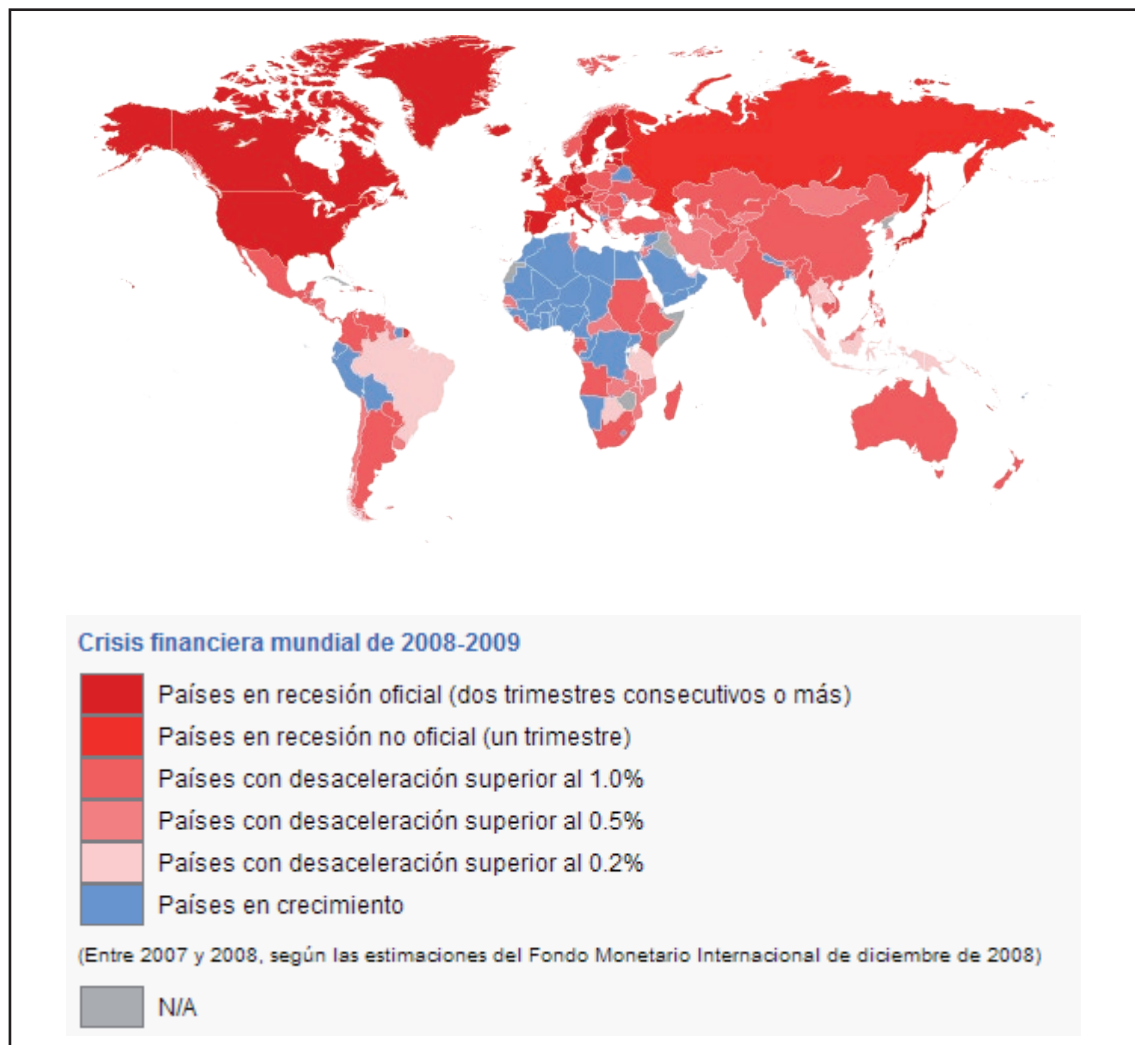 Crisis financiera mundial de 2008-2009
Países en recesión oficial (dos trimestres consecutivos o más)
Países en recesión no oficial (un trimestre)
Países con desaceleración superior al 1.0%
Países con desaceleración superior al 0.5%
Países con desaceleración superior al 0.2%
Países en crecimiento
(Entre 2007 y 2008, según las estimaciones del Fondo Monetario Internacional de diciembre de 2008)
N/A